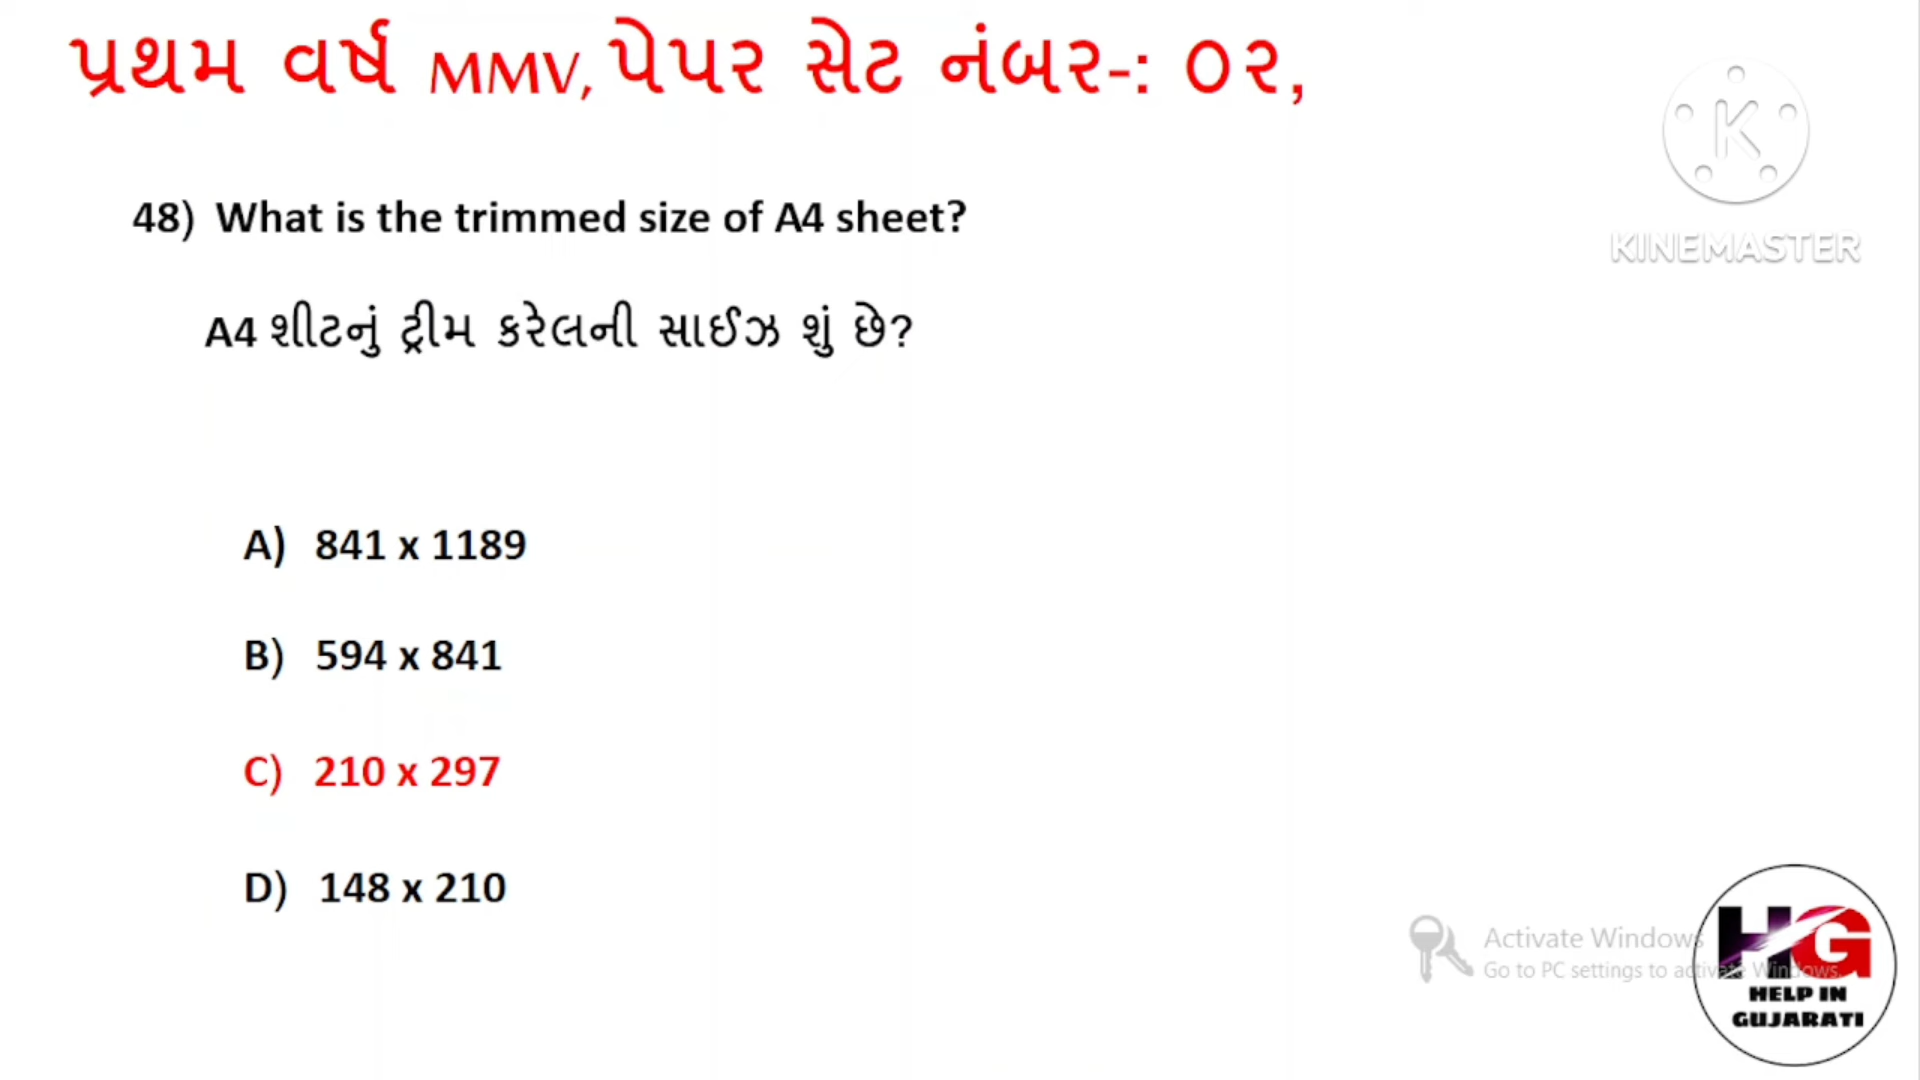 પ્રથમ વર્ષ MMV, પેપર સેટ નંબર-: ૦૨,
K
KINEMASTER
48) What is the trimmed size of A4 sheet?
A4 શીટનું ટ્રીમ કરેલની સાઈઝ શું છે?
A) 841 x 1189
B) 594 x 841
C) 210 x 297
D) 148 x 210
Activate Windows
Go to PC settings to activate Windows.
HG
HELP IN
GUJARATI